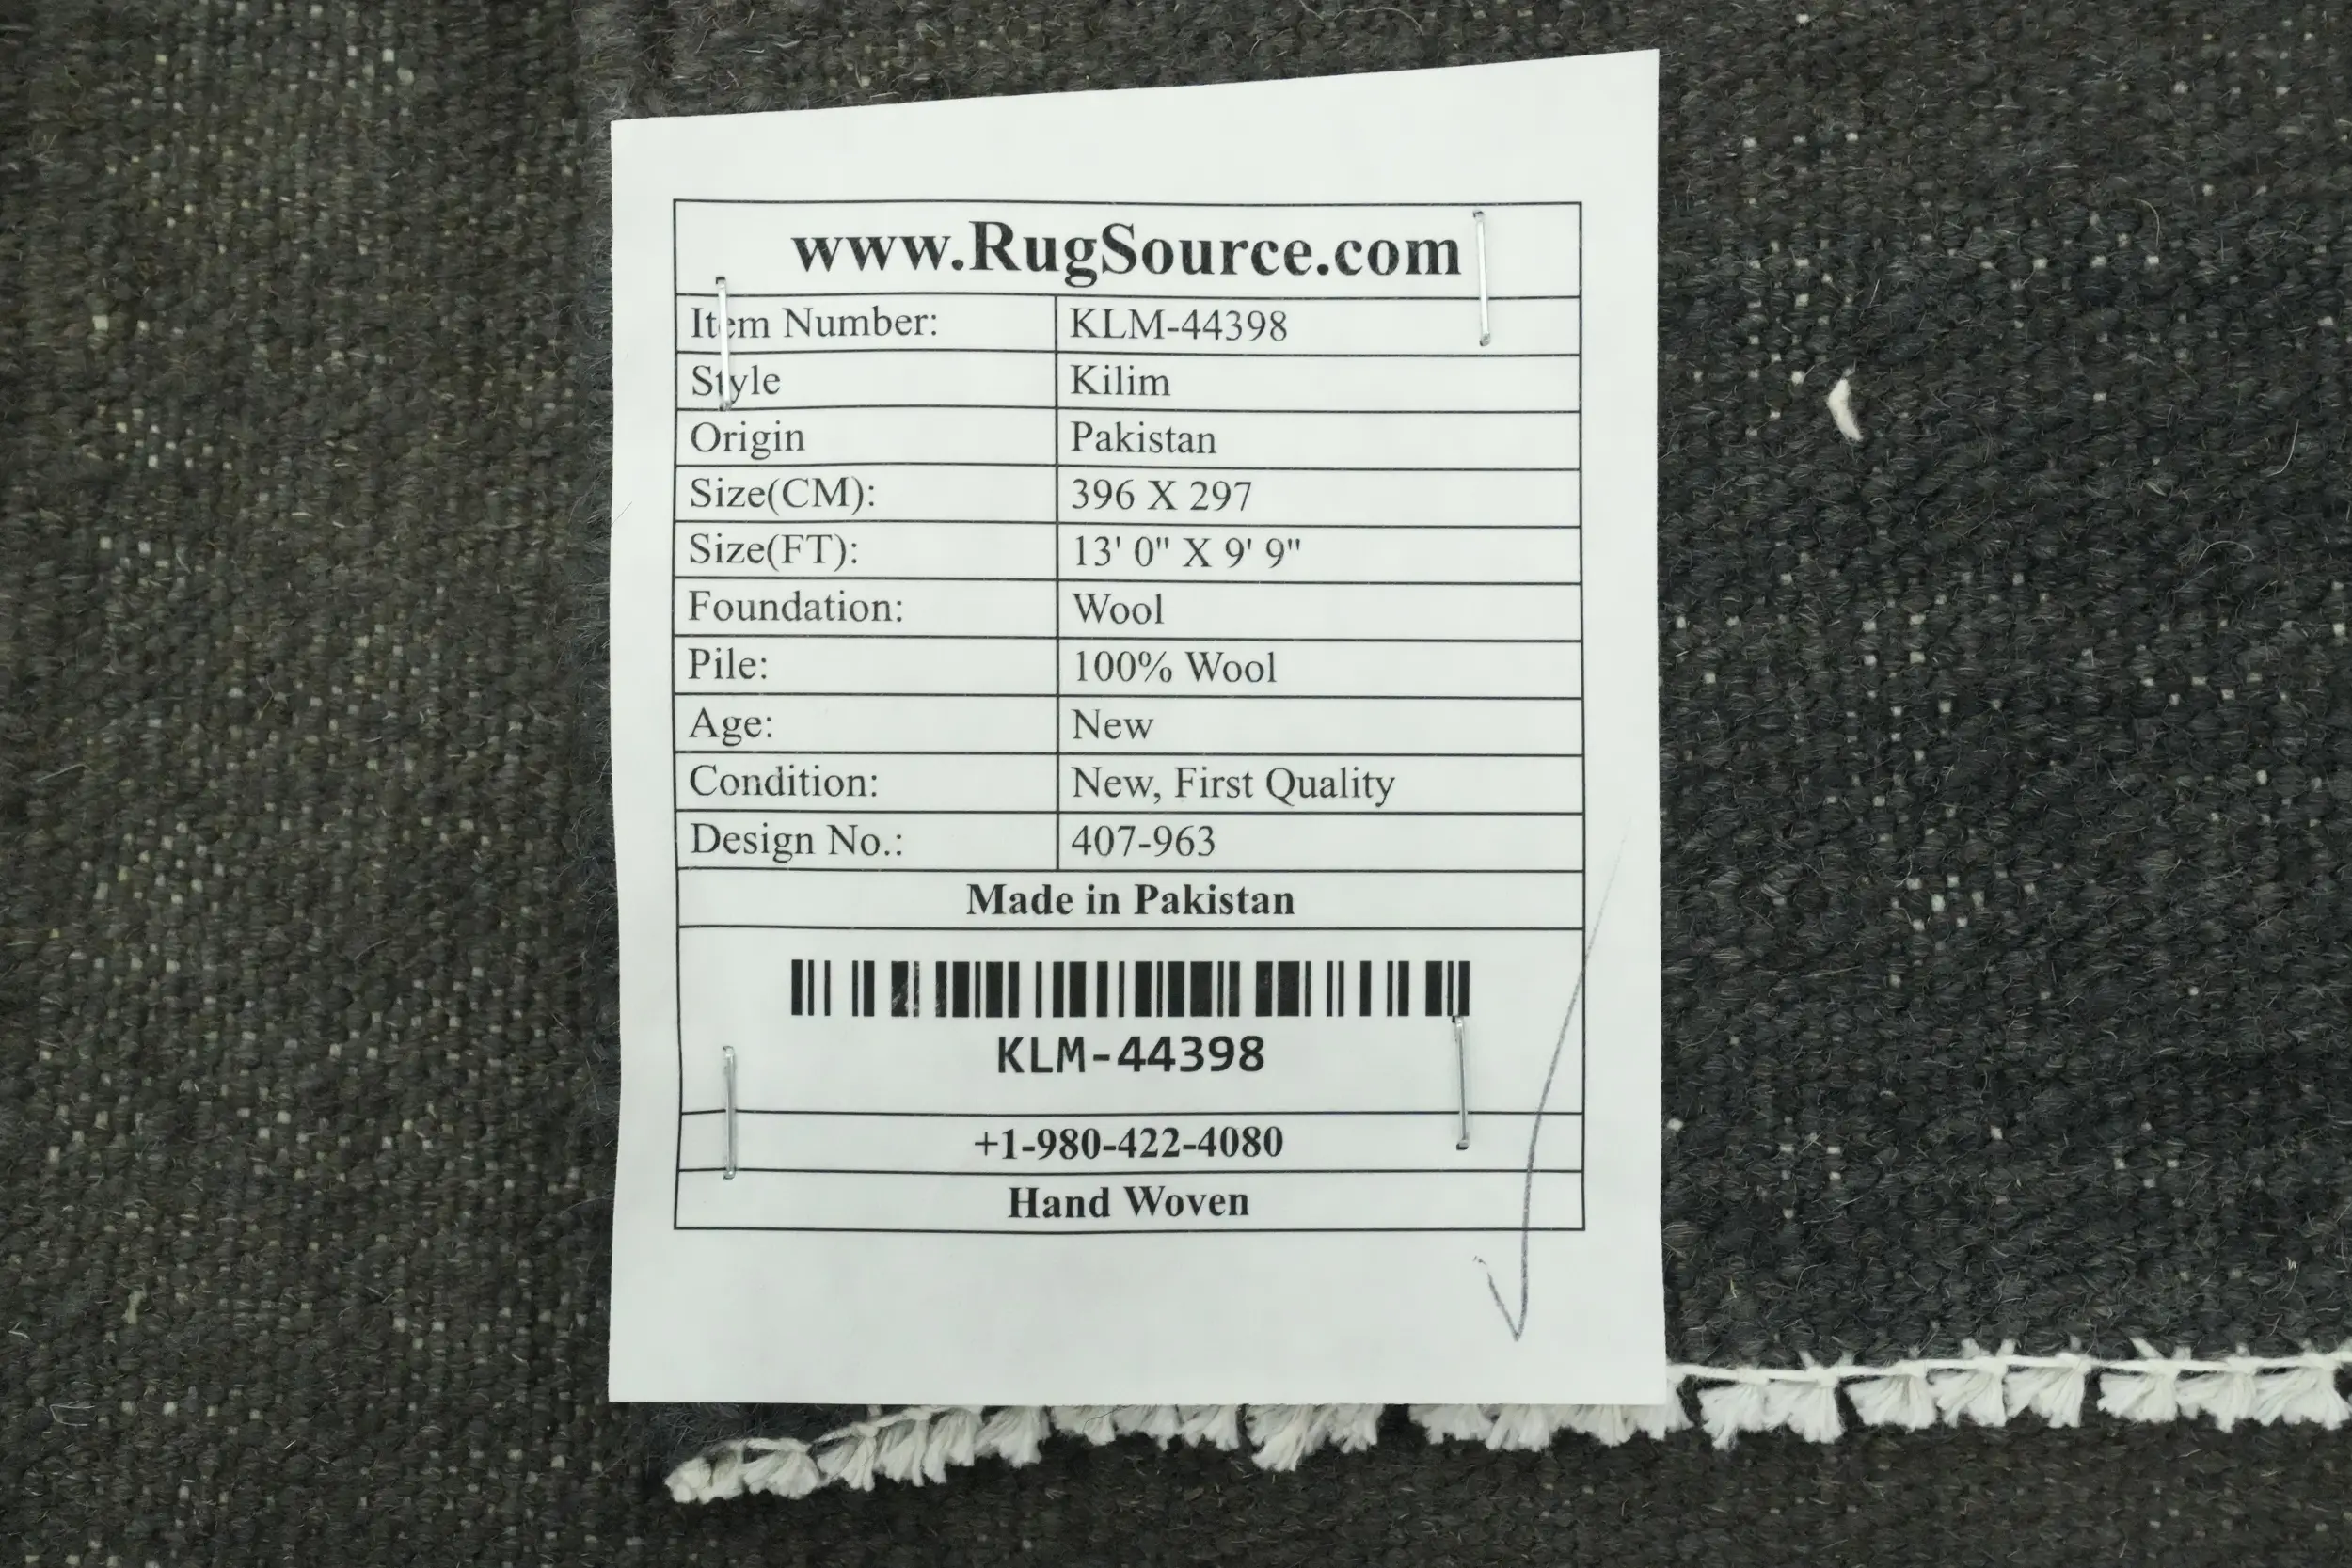 www.RugSource.com
Item Number: KLM-44398
Style Kilim
Origin Pakistan
Size(CM): 396 X 297
Size(FT): 13' 0" X 9' 9"
Foundation: Wool
Pile: 100% Wool
Age: New
Condition: New, First Quality
Design No.: 407-963
Made in Pakistan
KLM-44398
+1-980-422-4080
Hand Woven